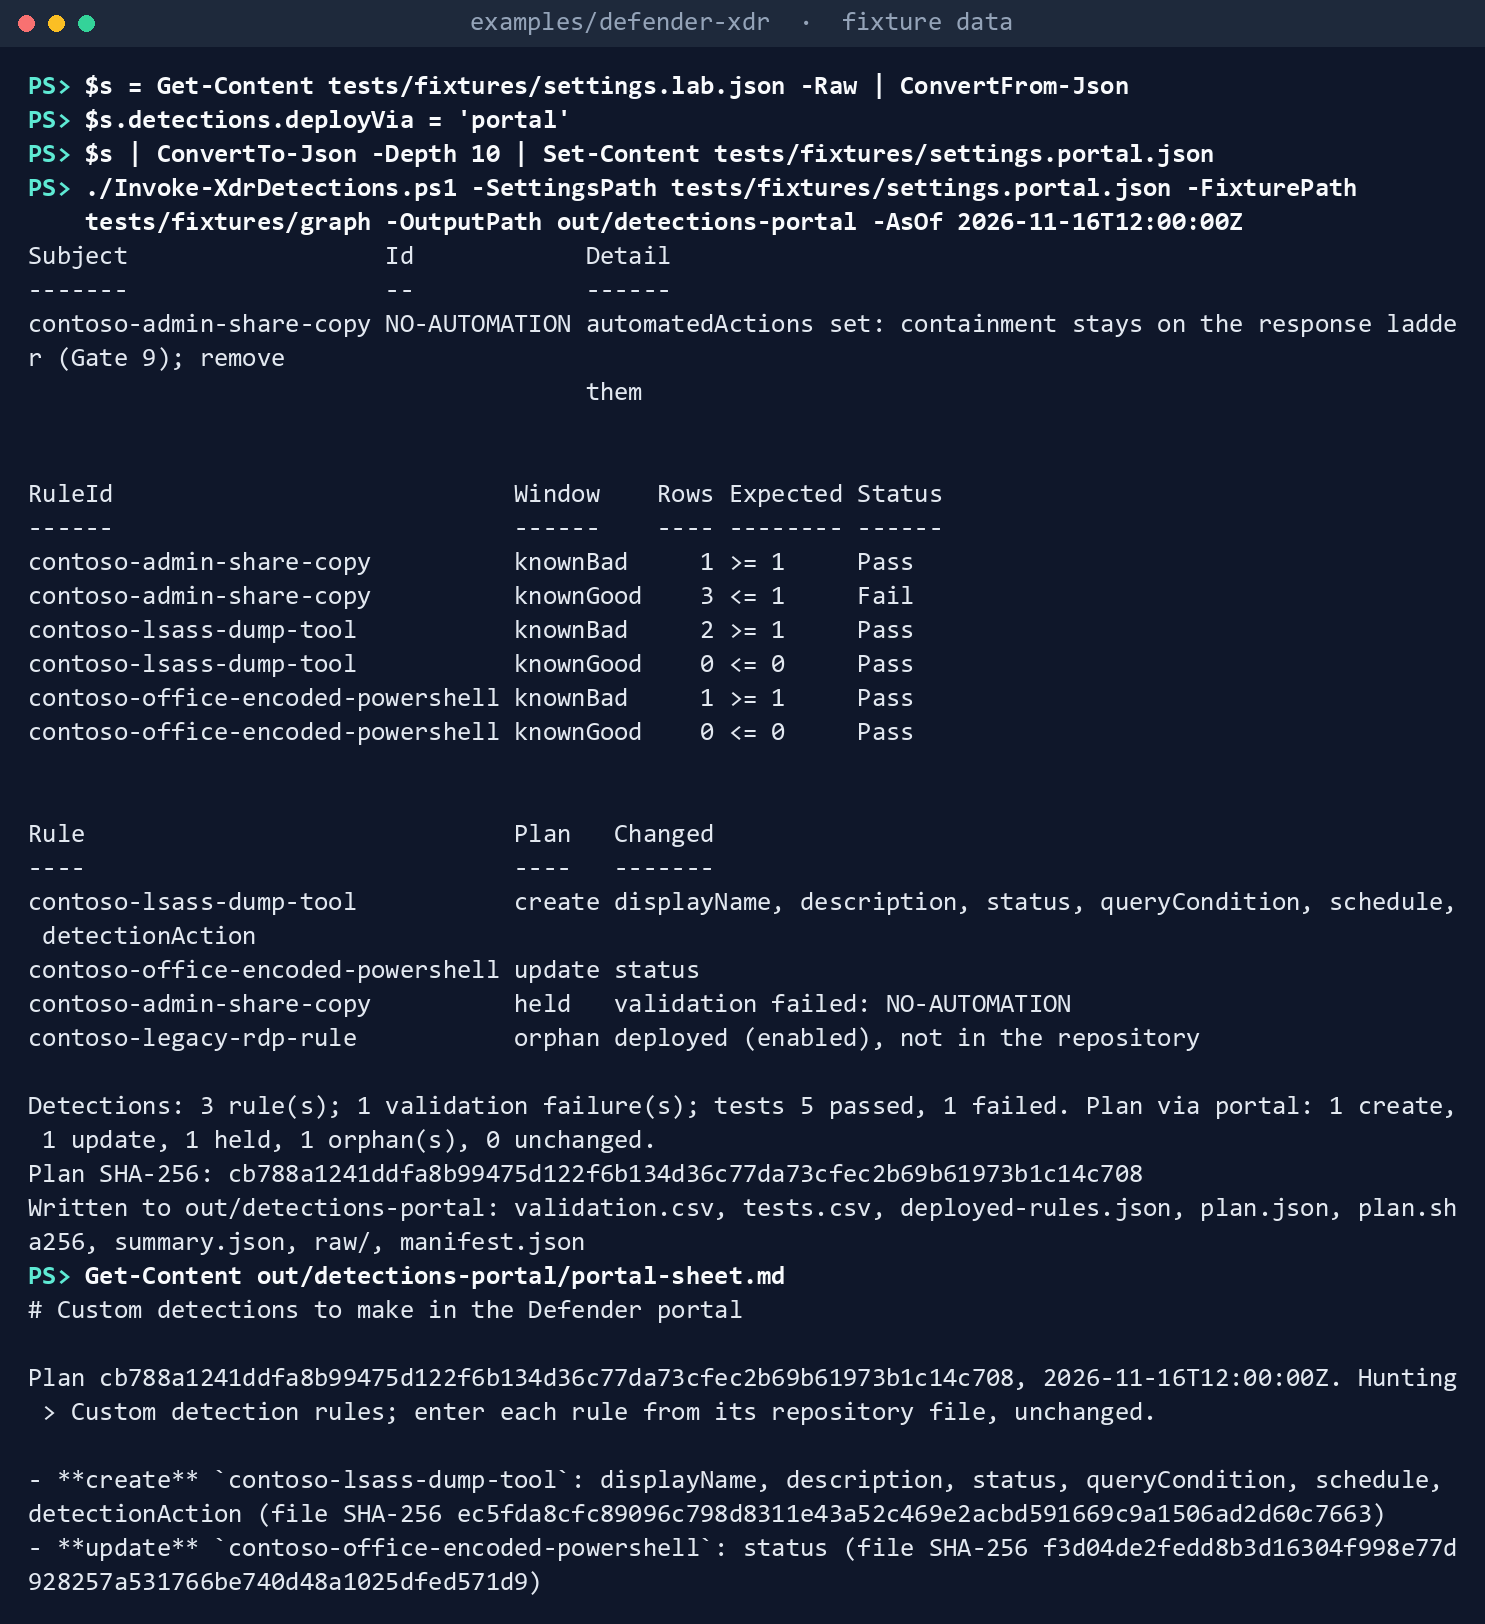 examples/defender-xdr  ·  fixture data
PS> $s = Get-Content tests/fixtures/settings.lab.json -Raw | ConvertFrom-Json
PS> $s.detections.deployVia = 'portal'
PS> $s | ConvertTo-Json -Depth 10 | Set-Content tests/fixtures/settings.portal.json
PS> ./Invoke-XdrDetections.ps1 -SettingsPath tests/fixtures/settings.portal.json -FixturePath
    tests/fixtures/graph -OutputPath out/detections-portal -AsOf 2026-11-16T12:00:00Z
Subject                  Id            Detail
-------                  --            ------
contoso-admin-share-copy NO-AUTOMATION automatedActions set: containment stays on the response ladde
r (Gate 9); remove
                                       them
RuleId                            Window    Rows Expected Status
------                            ------    ---- -------- ------
contoso-admin-share-copy          knownBad     1 >= 1     Pass
contoso-admin-share-copy          knownGood    3 <= 1     Fail
contoso-lsass-dump-tool           knownBad     2 >= 1     Pass
contoso-lsass-dump-tool           knownGood    0 <= 0     Pass
contoso-office-encoded-powershell knownBad     1 >= 1     Pass
contoso-office-encoded-powershell knownGood    0 <= 0     Pass
Rule                              Plan   Changed
----                              ----   -------
contoso-lsass-dump-tool           create displayName, description, status, queryCondition, schedule,
 detectionAction
contoso-office-encoded-powershell update status
contoso-admin-share-copy          held   validation failed: NO-AUTOMATION
contoso-legacy-rdp-rule           orphan deployed (enabled), not in the repository
Detections: 3 rule(s); 1 validation failure(s); tests 5 passed, 1 failed. Plan via portal: 1 create,
 1 update, 1 held, 1 orphan(s), 0 unchanged.
Plan SHA-256: cb788a1241ddfa8b99475d122f6b134d36c77da73cfec2b69b61973b1c14c708
Written to out/detections-portal: validation.csv, tests.csv, deployed-rules.json, plan.json, plan.sh
a256, summary.json, raw/, manifest.json
PS> Get-Content out/detections-portal/portal-sheet.md
# Custom detections to make in the Defender portal
Plan cb788a1241ddfa8b99475d122f6b134d36c77da73cfec2b69b61973b1c14c708, 2026-11-16T12:00:00Z. Hunting
 > Custom detection rules; enter each rule from its repository file, unchanged.
- **create** `contoso-lsass-dump-tool`: displayName, description, status, queryCondition, schedule,
detectionAction (file SHA-256 ec5fda8cfc89096c798d8311e43a52c469e2acbd591669c9a1506ad2d60c7663)
- **update** `contoso-office-encoded-powershell`: status (file SHA-256 f3d04de2fedd8b3d16304f998e77d
928257a531766be740d48a1025dfed571d9)